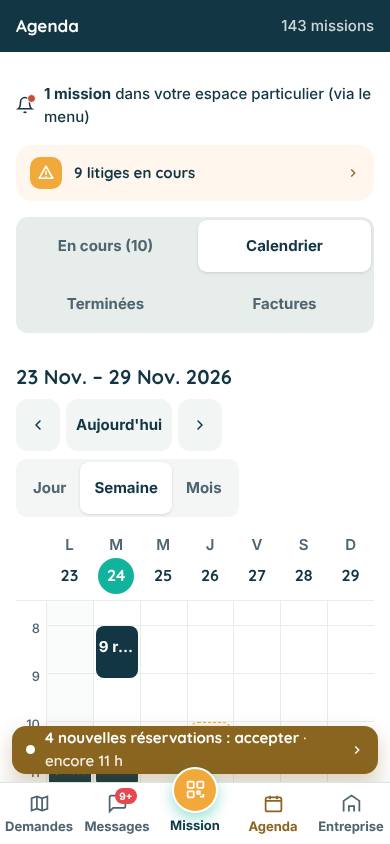 Agenda 143 missions
1 mission dans votre espace particulier (via le
menu)
9 litiges en cours
En cours (10) Calendrier
Terminées Factures
23 Nov. – 29 Nov. 2026
Aujourd'hui
Jour Semaine Mois
L M M J V S D
23 24 25 26 27 28 29
8
9 r...
9
10
4 nouvelles réservations : accepter ·
encore 11 h
9+
Demandes Messages Mission Agenda Entreprise